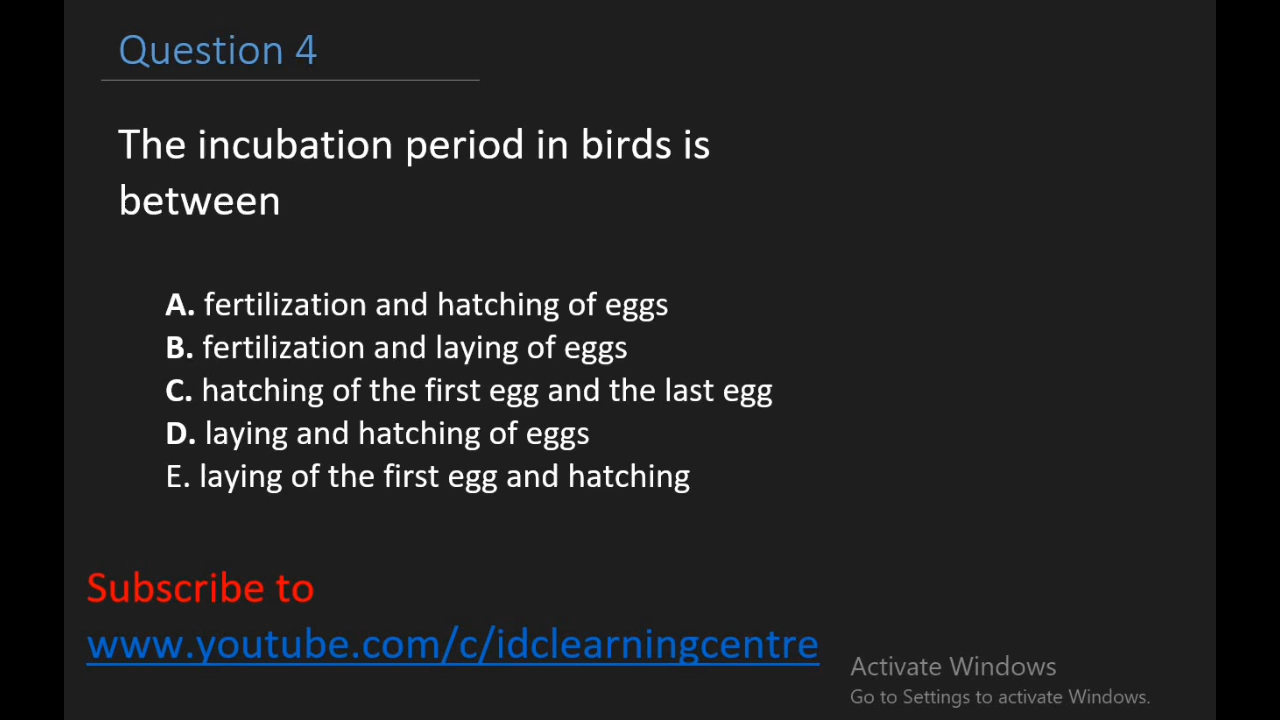 Question 4
The incubation period in birds is
between
A. fertilization and hatching of eggs
B. fertilization and laying of eggs
C. hatching of the first egg and the last egg
D. laying and hatching of eggs
E. laying of the first egg and hatching
Subscribe to
www.youtube.com/c/idclearningcentre
Activate Windows
Go to Settings to activate Windows.